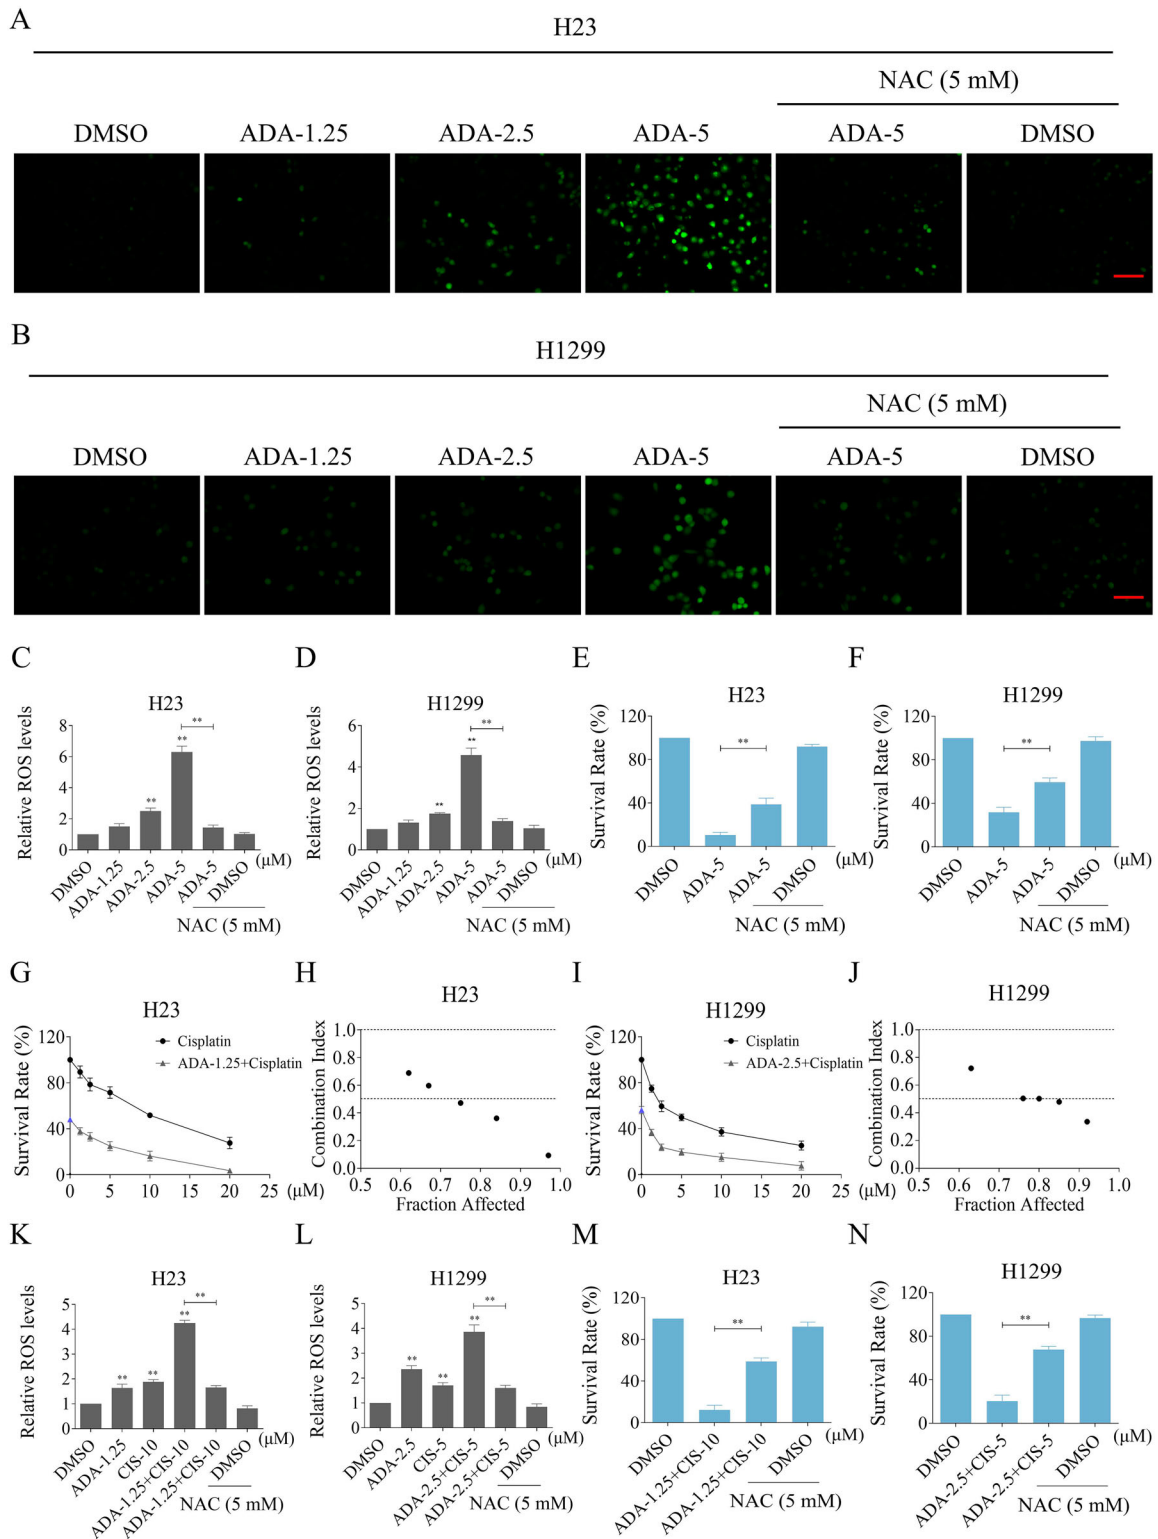 A
H23
NAC (5 mM)
DMSO ADA-1.25 ADA-2.5 ADA-5 ADA-5 DMSO
B
H1299
NAC (5 mM)
DMSO ADA-1.25 ADA-2.5 ADA-5 ADA-5 DMSO
C
H23
Relative ROS levels
8
6
4
2
0
**
**
**
(μM)
DMSO
ADA-1.25
ADA-2.5
ADA-5
ADA-5
DMSO
NAC (5 mM)
D
H1299
Relative ROS levels
6
4
2
0
**
**
**
(μM)
DMSO
ADA-1.25
ADA-2.5
ADA-5
ADA-5
DMSO
NAC (5 mM)
E
H23
Survival Rate (%)
120
80
40
0
**
(μM)
DMSO
ADA-5
ADA-5
DMSO
NAC (5 mM)
F
H1299
Survival Rate (%)
120
80
40
0
**
(μM)
DMSO
ADA-5
ADA-5
DMSO
NAC (5 mM)
G
H23
Survival Rate (%)
120
80
40
0
Cisplatin
ADA-1.25+Cisplatin
0 5 10 15 20 25 (μM)
H
H23
Combination Index
1.0
0.8
0.6
0.4
0.2
0.0
0.5 0.6 0.7 0.8 0.9 1.0
Fraction Affected
I
H1299
Survival Rate (%)
120
80
40
0
Cisplatin
ADA-2.5+Cisplatin
0 5 10 15 20 25 (μM)
J
H1299
Combination Index
1.0
0.8
0.6
0.4
0.2
0.0
0.5 0.6 0.7 0.8 0.9 1.0
Fraction Affected
K
H23
Relative ROS levels
5
4
3
2
1
0
**
**
**
**
(μM)
DMSO
ADA-1.25
CIS-10
ADA-1.25+CIS-10
ADA-1.25+CIS-10
DMSO
NAC (5 mM)
L
H1299
Relative ROS levels
5
4
3
2
1
0
**
**
**
**
(μM)
DMSO
ADA-2.5
CIS-5
ADA-2.5+CIS-5
ADA-2.5+CIS-5
DMSO
NAC (5 mM)
M
H23
Survival Rate (%)
120
80
40
0
**
(μM)
DMSO
ADA-1.25+CIS-10
ADA-1.25+CIS-10
DMSO
NAC (5 mM)
N
H1299
Survival Rate (%)
120
80
40
0
**
(μM)
DMSO
ADA-2.5+CIS-5
ADA-2.5+CIS-5
DMSO
NAC (5 mM)